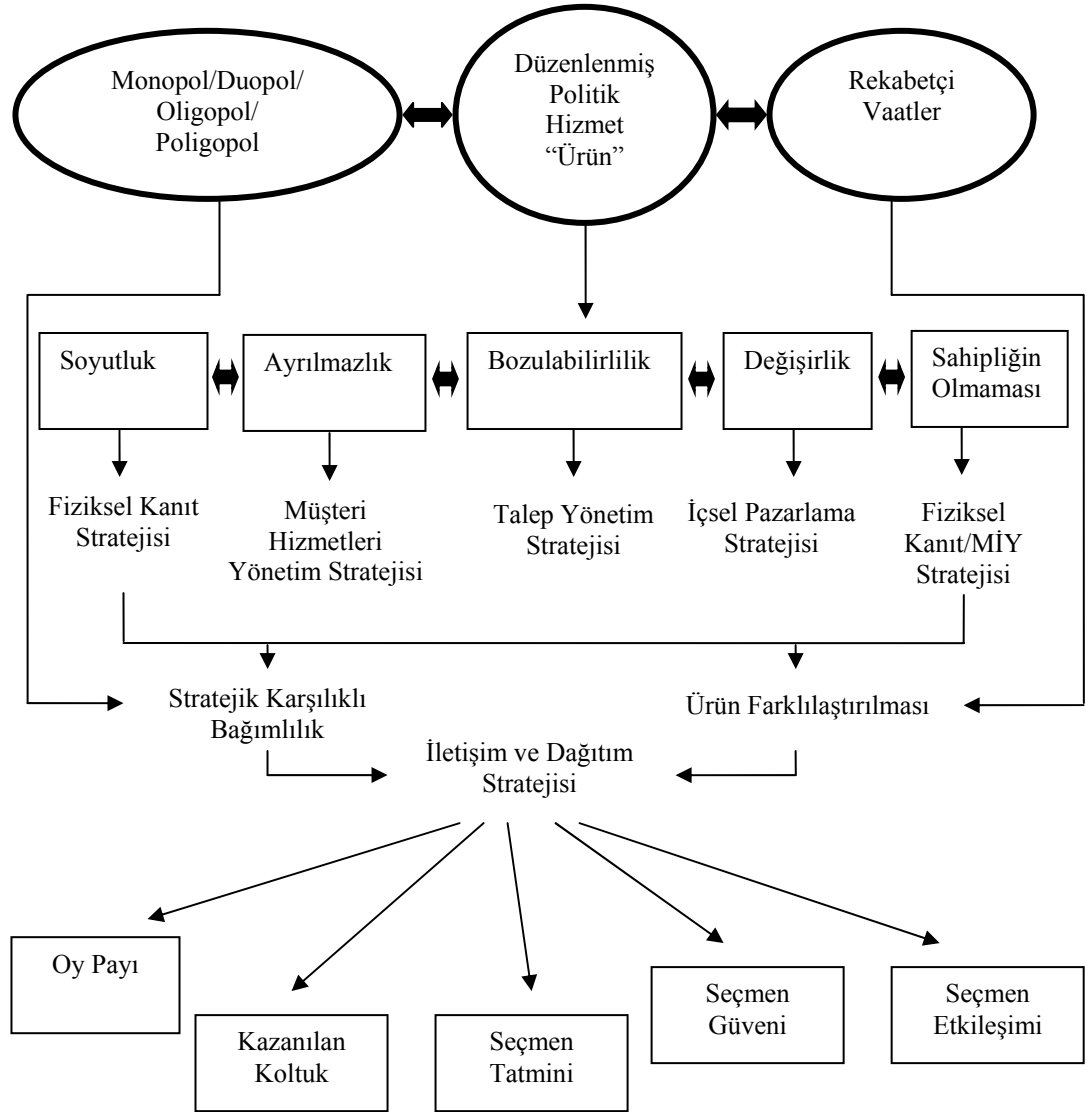 Monopol/Duopol/
Oligopol/
Poligopol
Düzenlenmiş
Politik
Hizmet
“Ürün”
Rekabetçi
Vaatler
Soyutluk
Ayrılmazlık
Bozulabilirlilik
Değişirlik
Sahipliğin
Olmaması
Fiziksel Kanıt
Stratejisi
Müşteri
Hizmetleri
Yönetim Stratejisi
Talep Yönetim
Stratejisi
İçsel Pazarlama
Stratejisi
Fiziksel
Kanıt/MİY
Stratejisi
Stratejik Karşılıklı
Bağımlılık
Ürün Farklılaştırılması
İletişim ve Dağıtım
Stratejisi
Oy Payı
Kazanılan
Koltuk
Seçmen
Tatmini
Seçmen
Güveni
Seçmen
Etkileşimi